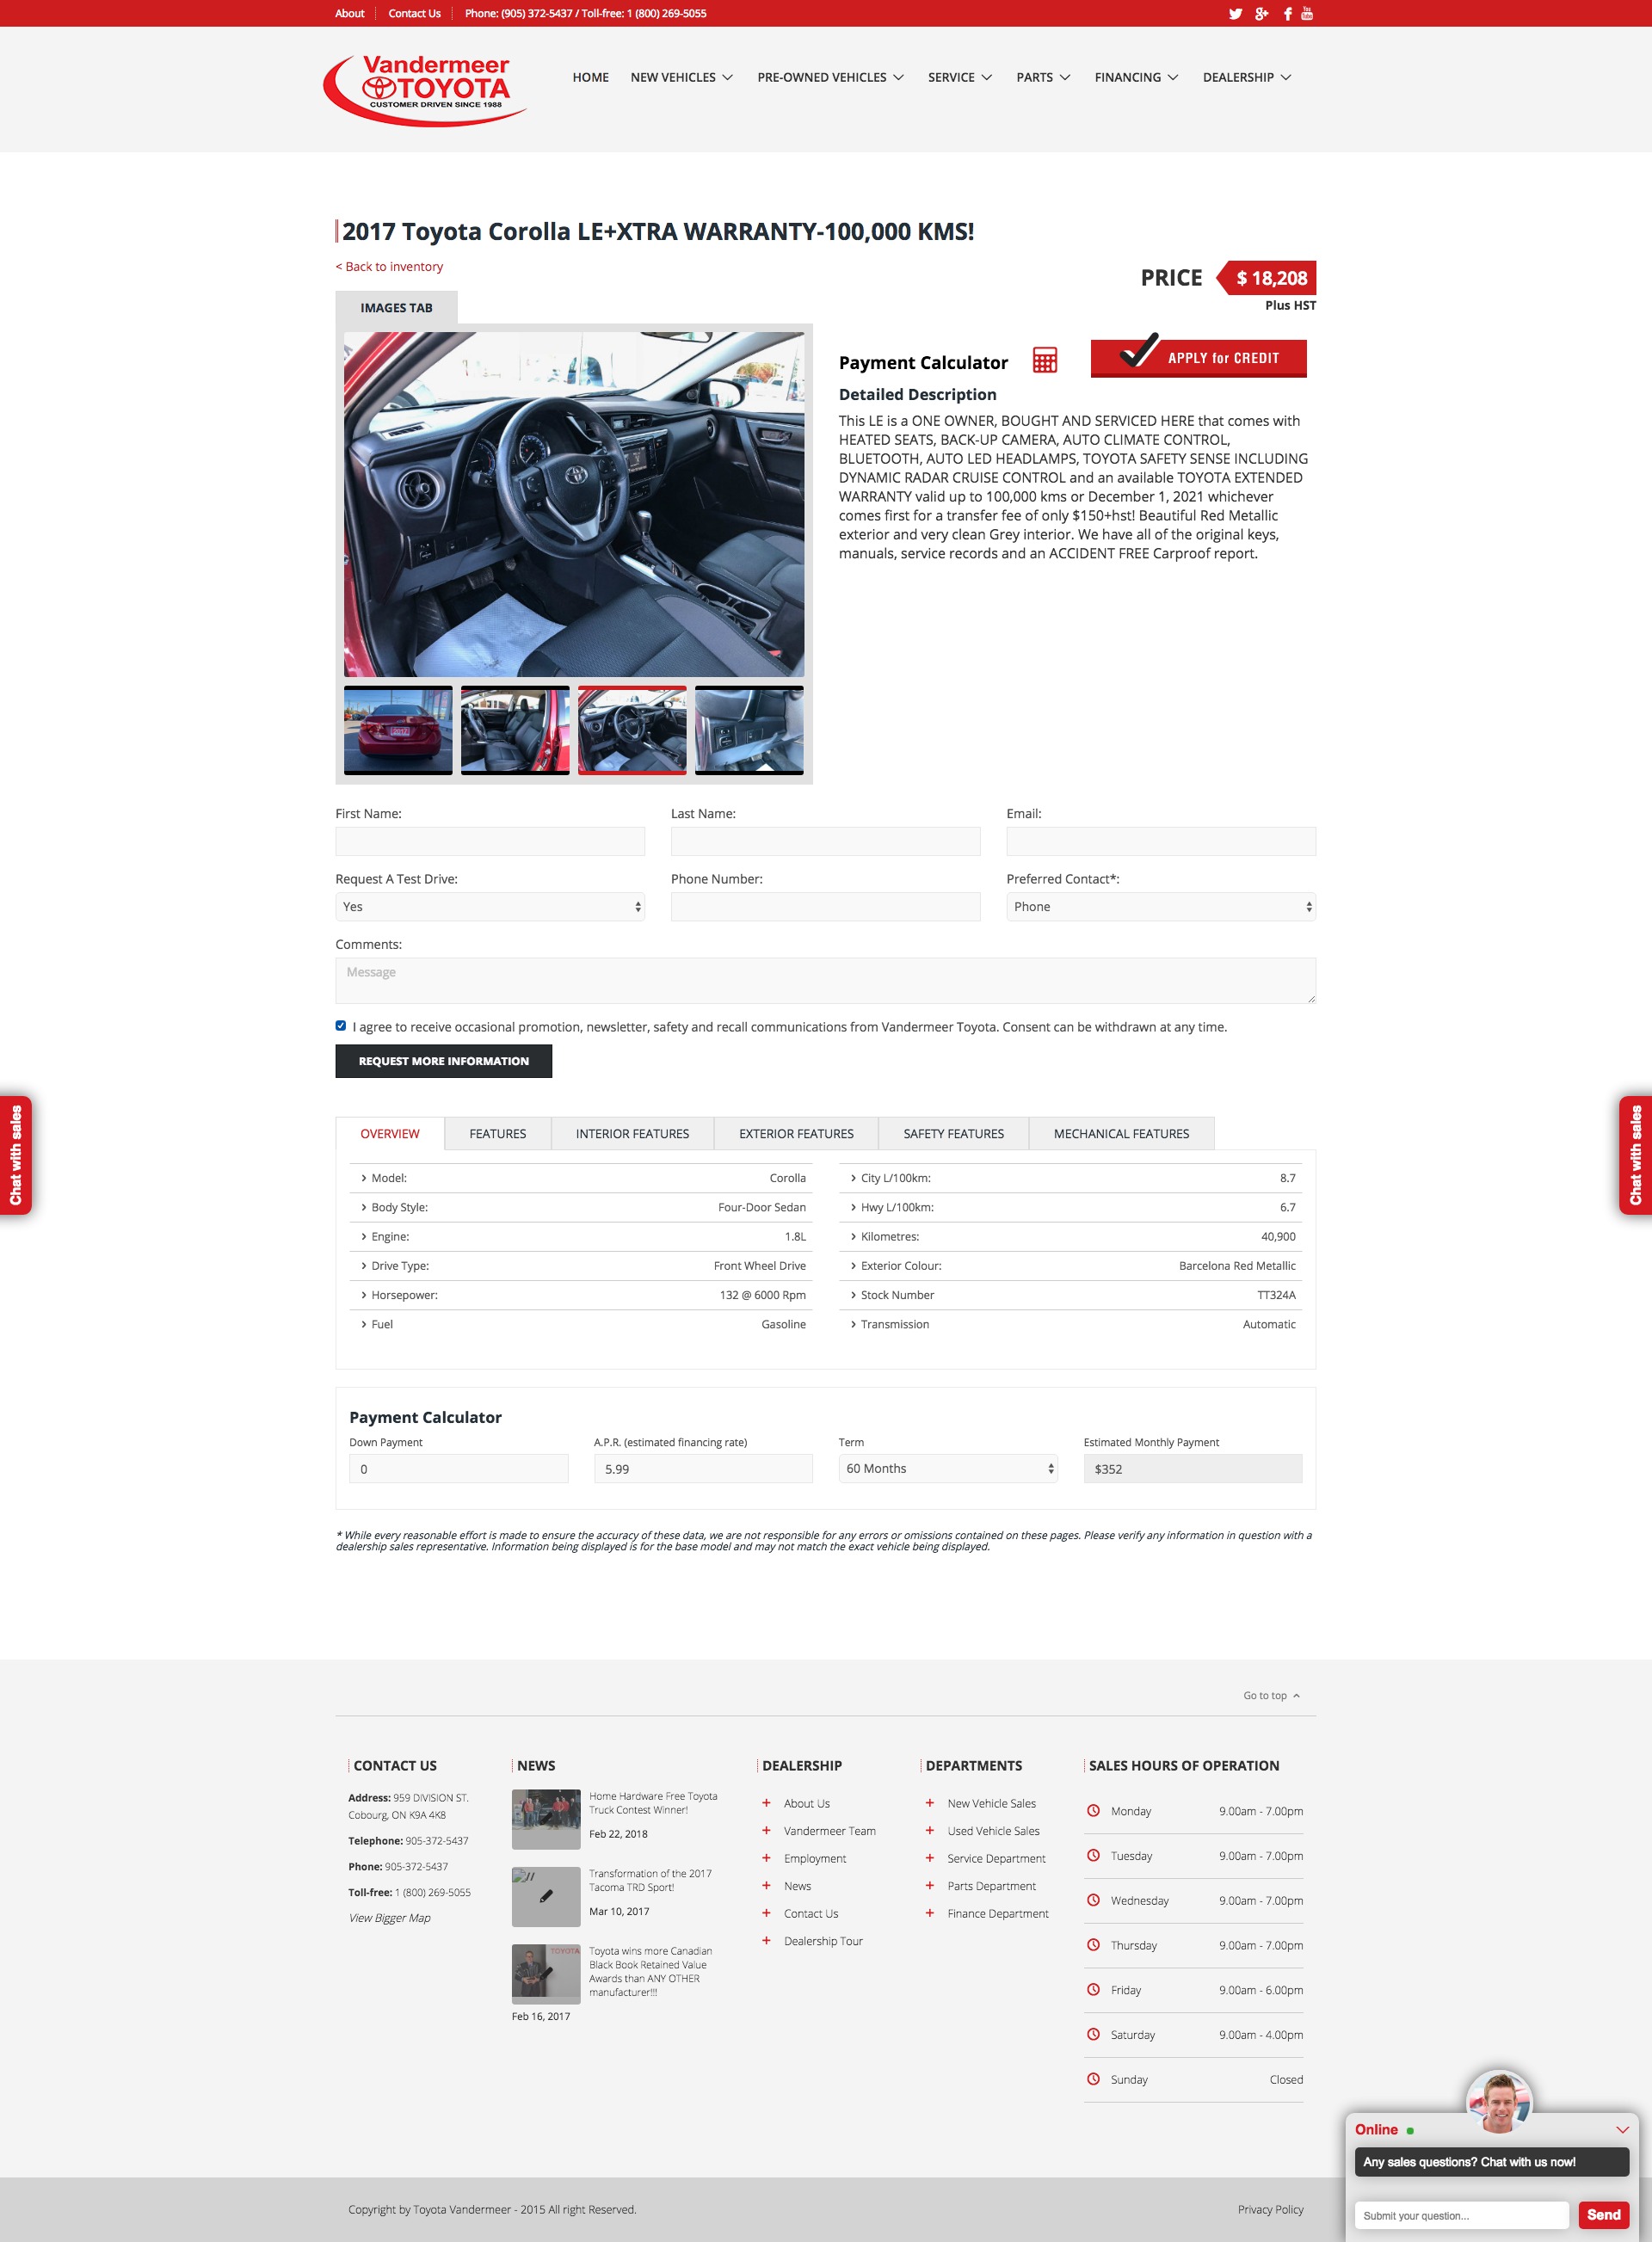 About
Contact Us
Phone: (905) 372-5437 / Toll-free: 1 (800) 269-5055
Vandermeer
TOYOTA
CUSTOMER DRIVEN SINCE 1988
HOME
NEW VEHICLES
PRE-OWNED VEHICLES
SERVICE
PARTS
FINANCING
DEALERSHIP
2017 Toyota Corolla LE+XTRA WARRANTY-100,000 KMS!
< Back to inventory
PRICE
$ 18,208
Plus HST
IMAGES TAB
Payment Calculator
APPLY for CREDIT
Detailed Description
This LE is a ONE OWNER, BOUGHT AND SERVICED HERE that comes with
HEATED SEATS, BACK-UP CAMERA, AUTO CLIMATE CONTROL,
BLUETOOTH, AUTO LED HEADLAMPS, TOYOTA SAFETY SENSE INCLUDING
DYNAMIC RADAR CRUISE CONTROL and an available TOYOTA EXTENDED
WARRANTY valid up to 100,000 kms or December 1, 2021 whichever
comes first for a transfer fee of only $150+hst! Beautiful Red Metallic
exterior and very clean Grey interior. We have all of the original keys,
manuals, service records and an ACCIDENT FREE Carproof report.
First Name:
Last Name:
Email:
Request A Test Drive:
Phone Number:
Preferred Contact*:
Yes
Phone
Comments:
Message
I agree to receive occasional promotion, newsletter, safety and recall communications from Vandermeer Toyota. Consent can be withdrawn at any time.
REQUEST MORE INFORMATION
Chat with sales
Chat with sales
OVERVIEW
FEATURES
INTERIOR FEATURES
EXTERIOR FEATURES
SAFETY FEATURES
MECHANICAL FEATURES
Model: Corolla
Body Style: Four-Door Sedan
Engine: 1.8L
Drive Type: Front Wheel Drive
Horsepower: 132 @ 6000 Rpm
Fuel Gasoline
City L/100km: 8.7
Hwy L/100km: 6.7
Kilometres: 40,900
Exterior Colour: Barcelona Red Metallic
Stock Number TT324A
Transmission Automatic
Payment Calculator
Down Payment
A.P.R. (estimated financing rate)
Term
Estimated Monthly Payment
0
5.99
60 Months
$352
* While every reasonable effort is made to ensure the accuracy of these data, we are not responsible for any errors or omissions contained on these pages. Please verify any information in question with a
dealership sales representative. Information being displayed is for the base model and may not match the exact vehicle being displayed.
Go to top
CONTACT US
Address: 959 DIVISION ST.
Cobourg, ON K9A 4K8
Telephone: 905-372-5437
Phone: 905-372-5437
Toll-free: 1 (800) 269-5055
View Bigger Map
NEWS
Home Hardware Free Toyota
Truck Contest Winner!
Feb 22, 2018
Transformation of the 2017
Tacoma TRD Sport!
Mar 10, 2017
TOYOTA
Toyota wins more Canadian
Black Book Retained Value
Awards than ANY OTHER
manufacturer!!!
Feb 16, 2017
DEALERSHIP
About Us
Vandermeer Team
Employment
News
Contact Us
Dealership Tour
DEPARTMENTS
New Vehicle Sales
Used Vehicle Sales
Service Department
Parts Department
Finance Department
SALES HOURS OF OPERATION
Monday 9.00am - 7.00pm
Tuesday 9.00am - 7.00pm
Wednesday 9.00am - 7.00pm
Thursday 9.00am - 7.00pm
Friday 9.00am - 6.00pm
Saturday 9.00am - 4.00pm
Sunday Closed
Online
Any sales questions? Chat with us now!
Submit your question...
Send
Copyright by Toyota Vandermeer - 2015 All right Reserved.
Privacy Policy